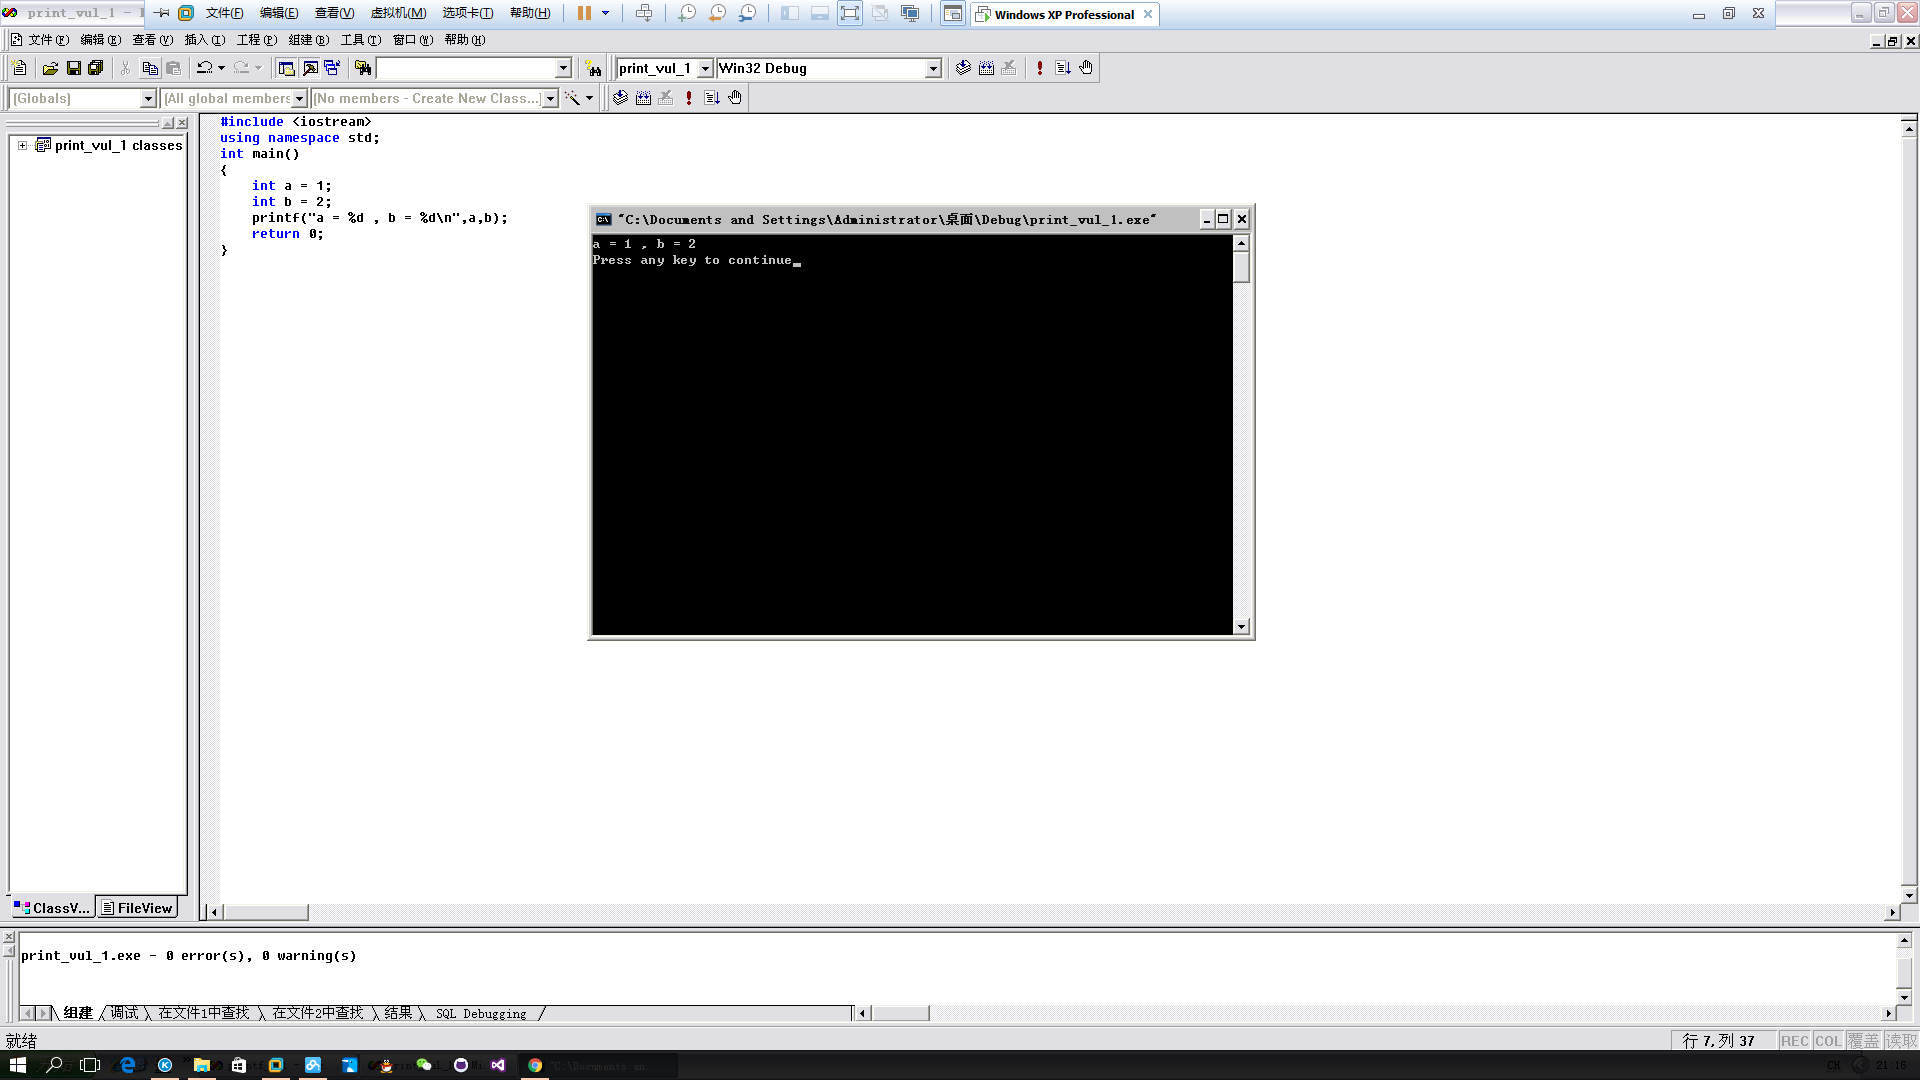 print_vul_1 - 文件(F) 编辑(E) 查看(V) 虚拟机(M) 选项卡(T) 帮助(H) Windows XP Professional
文件(F) 编辑(E) 查看(V) 插入(I) 工程(P) 组建(B) 工具(T) 窗口(W) 帮助(H)
print_vul_1 Win32 Debug
(Globals) (All global members (No members - Create New Class...)
print_vul_1 classes
#include <iostream>
using namespace std;
int main()
{
int a = 1;
int b = 2;
printf("a = %d , b = %d\n",a,b);
return 0;
}
"C:\Documents and Settings\Administrator\桌面\Debug\print_vul_1.exe"
a = 1 , b = 2
Press any key to continue
ClassV... FileView
print_vul_1.exe - 0 error(s), 0 warning(s)
组建 调试 在文件1中查找 在文件2中查找 结果 SQL Debugging
就绪
行 7,列 37 REC COL 覆盖 读取
"C:\Documents an
CH 21:16